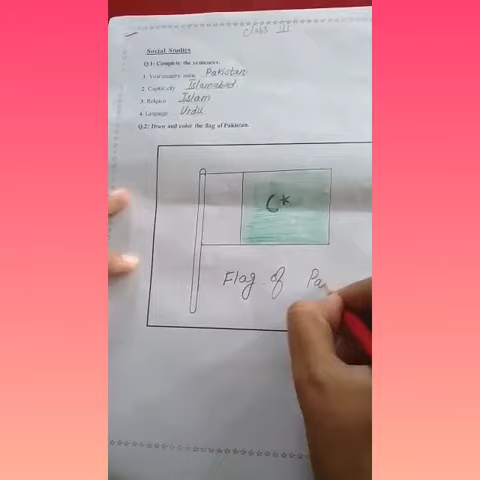 Class III
Social Studies
Q.1: Complete the sentences.
1. Your country name Pakistan
2. Capital city Islamabad
3. Religion Islam
4. Language Urdu
Q.2: Draw and color the flag of Pakistan.
Flag of Pa